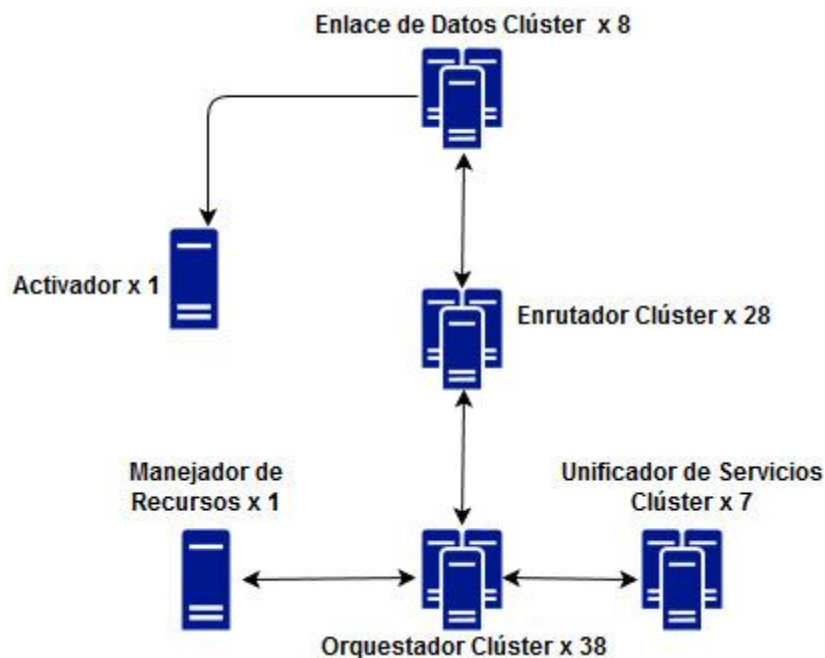 Enlace de Datos Clúster x 8
Activador x 1
Enrutador Clúster x 28
Manejador de
Recursos x 1
Unificador de Servicios
Clúster x 7
Orquestador Clúster x 38